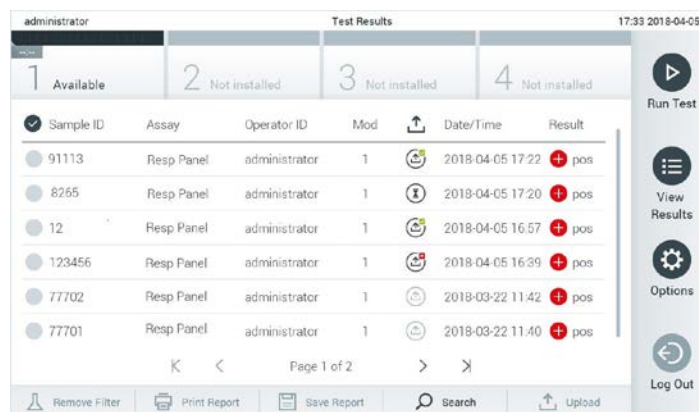 administrator Test Results 17:33 2018-04-05
1 Available 2 Not installed 3 Not installed 4 Not installed
Run Test
Sample ID Assay Operator ID Mod Date/Time Result
91113 Resp Panel administrator 1 2018-04-05 17:22 pos
8265 Resp Panel administrator 1 2018-04-05 17:20 pos
View
Results
12 Resp Panel administrator 1 2018-04-05 16:57 pos
123456 Resp Panel administrator 1 2018-04-05 16:39 pos
77702 Resp Panel administrator 1 2018-03-22 11:42 pos
Options
77701 Resp Panel administrator 1 2018-03-22 11:40 pos
Page 1 of 2
Log Out
Remove Filter Print Report Save Report Search Upload